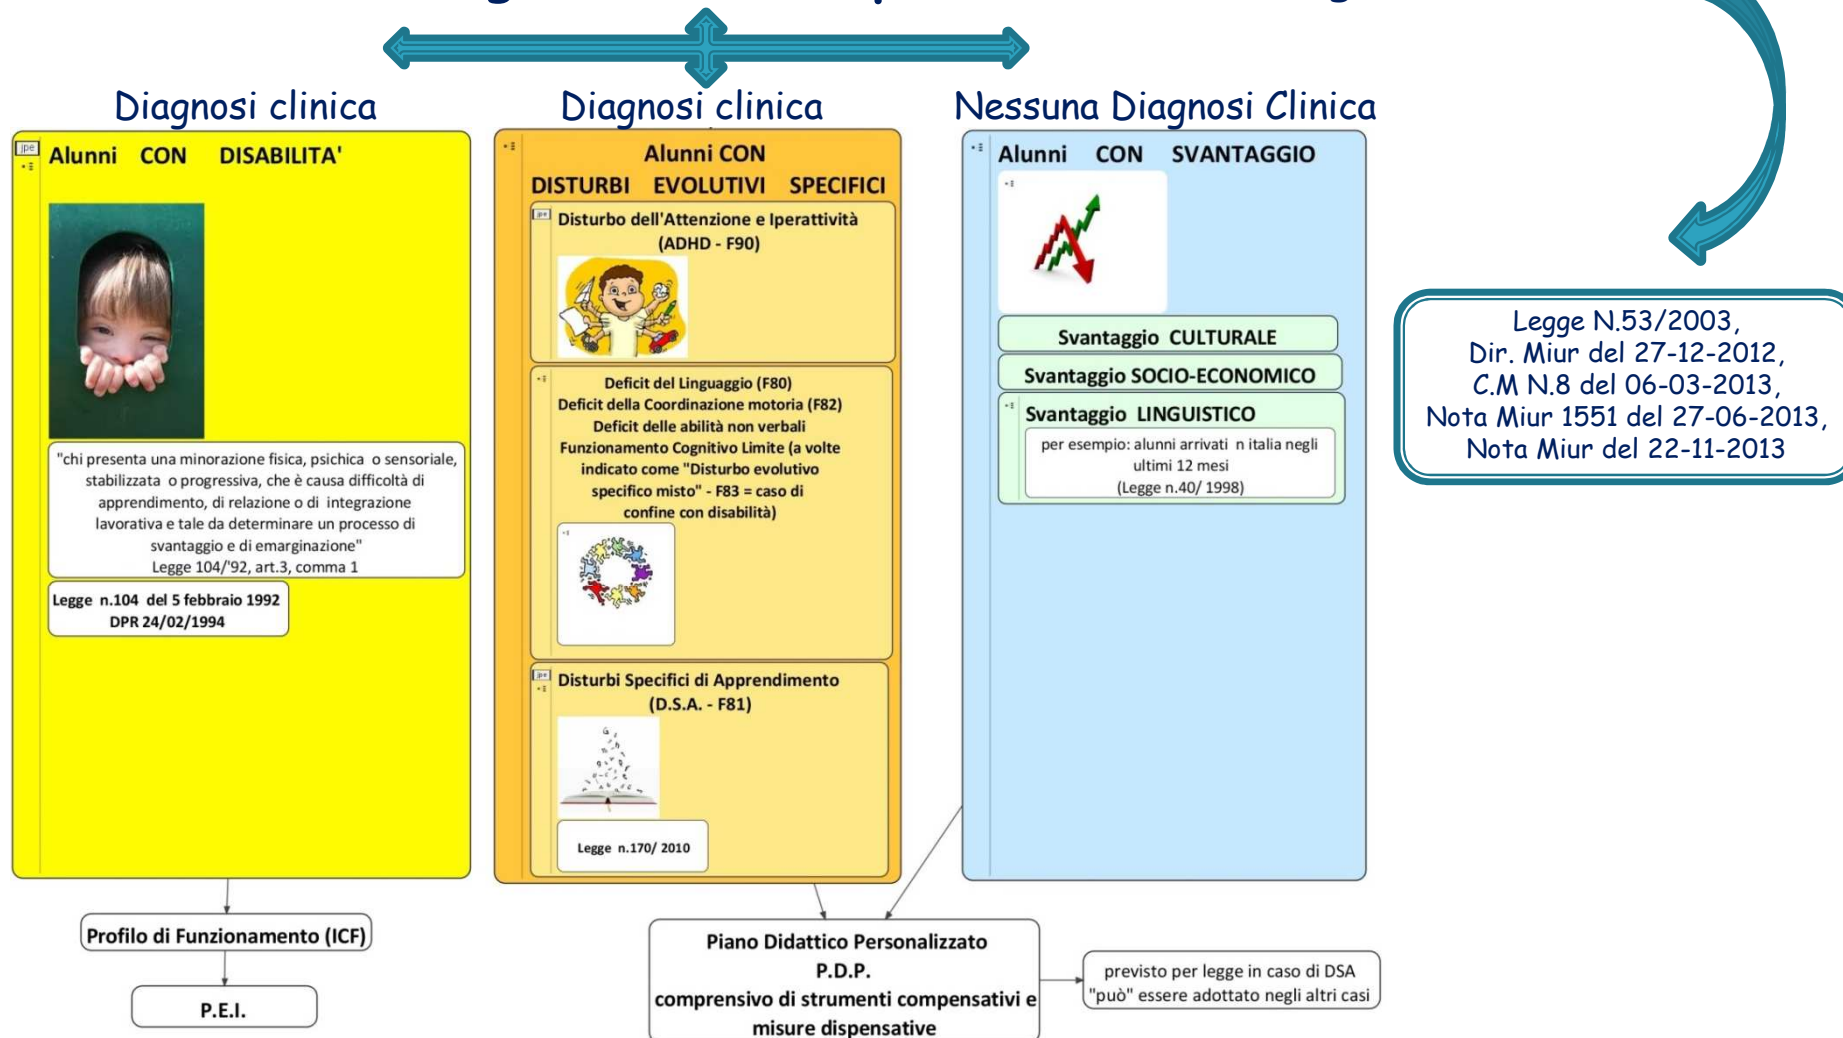 Diagnosi clinica
Alunni CON DISABILITA'
"chi presenta una minorazione fisica, psichica o sensoriale,
stabilizzata o progressiva, che è causa difficoltà di
apprendimento, di relazione o di integrazione
lavorativa e tale da determinare un processo di
svantaggio e di emarginazione"
Legge 104/'92, art.3, comma 1
Legge n.104 del 5 febbraio 1992
DPR 24/02/1994
Profilo di Funzionamento (ICF)
P.E.I.
Diagnosi clinica
Alunni CON
DISTURBI EVOLUTIVI SPECIFICI
Disturbo dell'Attenzione e Iperattività
(ADHD - F90)
Deficit del Linguaggio (F80)
Deficit della Coordinazione motoria (F82)
Deficit delle abilità non verbali
Funzionamento Cognitivo Limite (a volte
indicato come "Disturbo evolutivo
specifico misto" - F83 = caso di
confine con disabilità)
Disturbi Specifici di Apprendimento
(D.S.A. - F81)
Legge n.170/ 2010
Nessuna Diagnosi Clinica
Alunni CON SVANTAGGIO
Svantaggio CULTURALE
Svantaggio SOCIO-ECONOMICO
Svantaggio LINGUISTICO
per esempio: alunni arrivati n italia negli
ultimi 12 mesi
(Legge n.40/ 1998)
Piano Didattico Personalizzato
P.D.P.
comprensivo di strumenti compensativi e
misure dispensative
previsto per legge in caso di DSA
"può" essere adottato negli altri casi
Legge N.53/2003,
Dir. Miur del 27-12-2012,
C.M N.8 del 06-03-2013,
Nota Miur 1551 del 27-06-2013,
Nota Miur del 22-11-2013